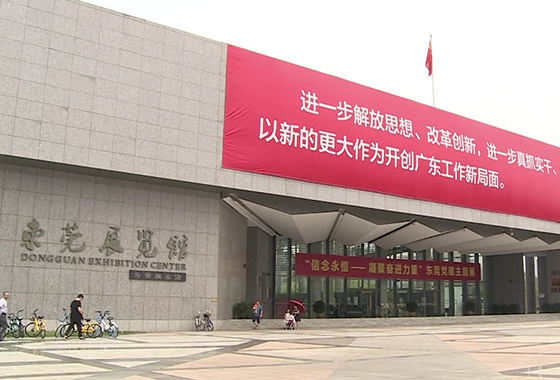 进一步解放思想、改革创新，进一步真抓实干、
以新的更大作为开创广东工作新局面。
东莞展览馆
DONGGUAN EXHIBITION CENTER
“信念永恒——凝聚奋进力量”东莞党建主题展